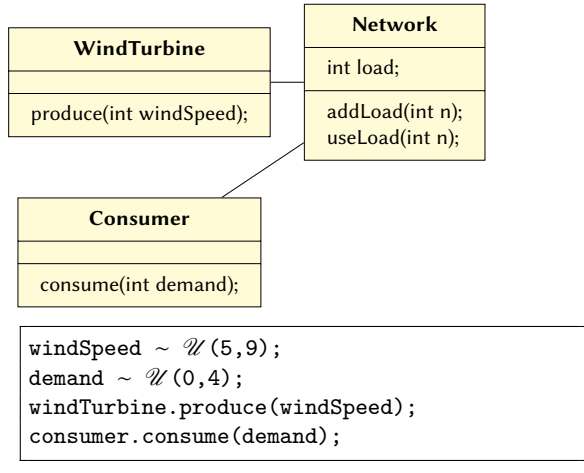 WindTurbine
produce(int windSpeed);
Network
int load;
addLoad(int n);
useLoad(int n);
Consumer
consume(int demand);
windSpeed ~ 𝒰(5,9);
demand ~ 𝒰(0,4);
windTurbine.produce(windSpeed);
consumer.consume(demand);